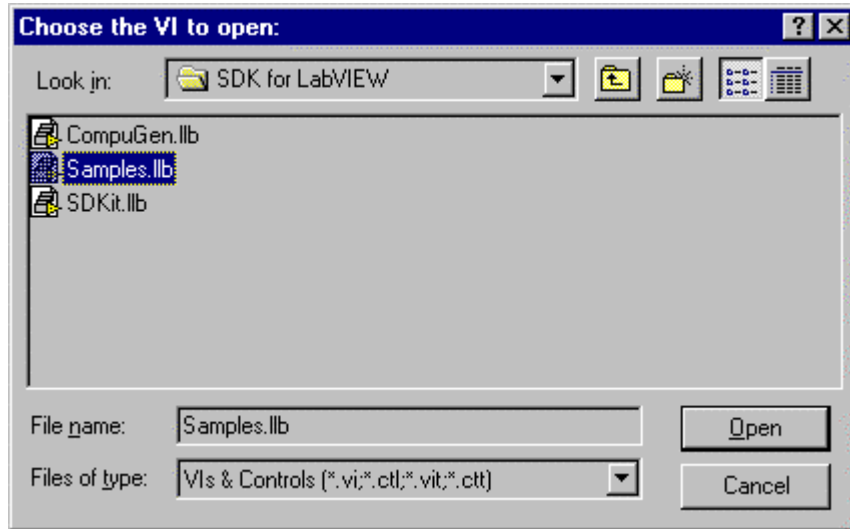 Choose the VI to open:
Look in: SDK for LabVIEW
CompuGen.llb
Samples.llb
SDKit.llb
File name: Samples.llb Open
Files of type: VIs & Controls (*.vi;*.ctl;*.vit;*.ctt) Cancel